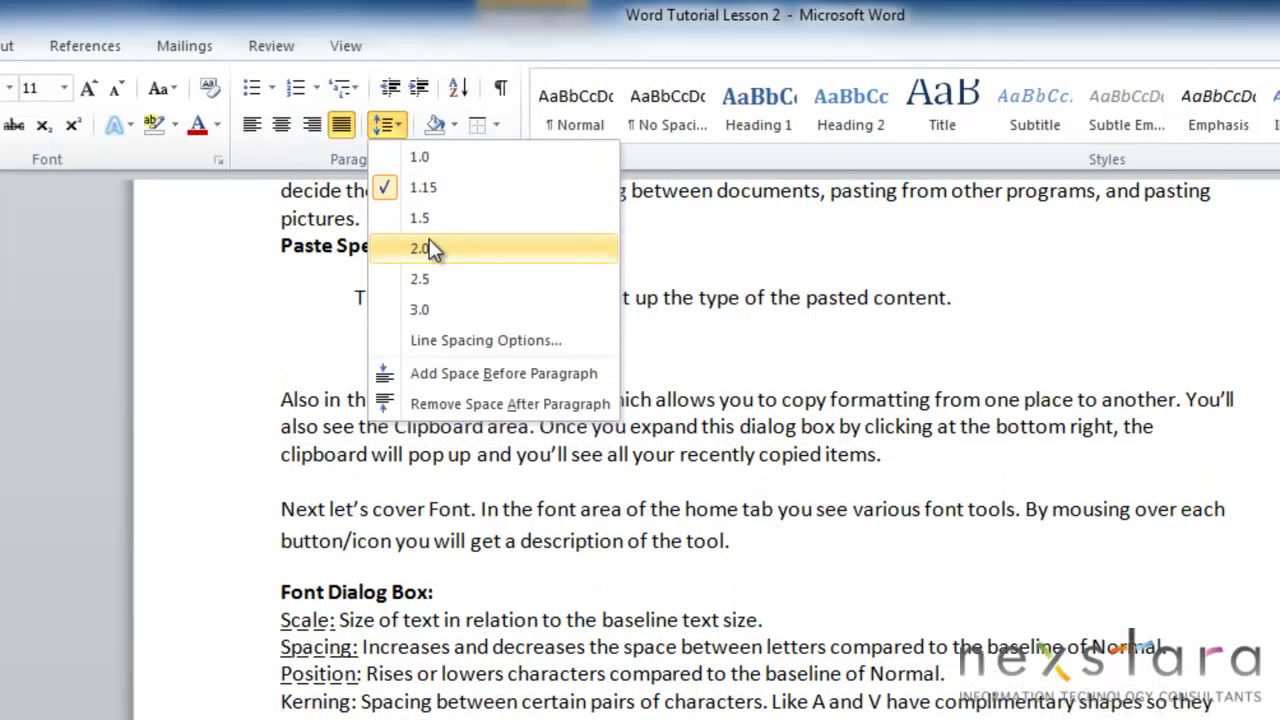 Word Tutorial Lesson 2 - Microsoft Word
ut References Mailings Review View
11 Aa
AaBbCcDc AaBbCcDc AaBbC AaBbCc AaB AaBbCc. AaBbCcDc AaBbCcDc
abc x₂ x² ab A
¶ Normal ¶ No Spaci... Heading 1 Heading 2 Title Subtitle Subtle Em... Emphasis
Font Parag Styles
1.0
1.15
1.5
2.0
2.5
3.0
Line Spacing Options...
Add Space Before Paragraph
Remove Space After Paragraph
decide the g between documents, pasting from other programs, and pasting
pictures.
Paste Spe
T t up the type of the pasted content.
Also in th hich allows you to copy formatting from one place to another. You’ll
also see the Clipboard area. Once you expand this dialog box by clicking at the bottom right, the
clipboard will pop up and you’ll see all your recently copied items.
Next let’s cover Font. In the font area of the home tab you see various font tools. By mousing over each
button/icon you will get a description of the tool.
Font Dialog Box:
Scale: Size of text in relation to the baseline text size.
Spacing: Increases and decreases the space between letters compared to the baseline of Normal.
Position: Rises or lowers characters compared to the baseline of Normal.
Kerning: Spacing between certain pairs of characters. Like A and V have complimentary shapes so they
nexstara
INFORMATION TECHNOLOGY CONSULTANTS